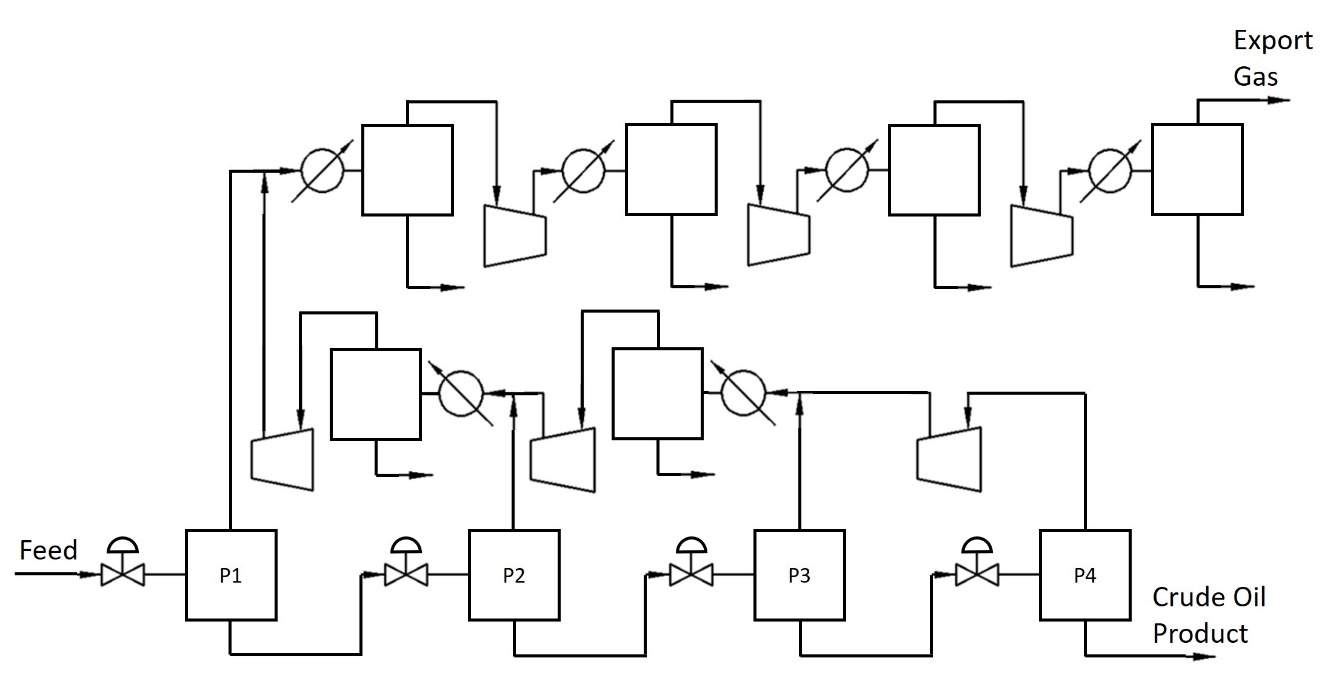 Export
Gas
Feed
P1
P2
P3
P4
Crude Oil
Product